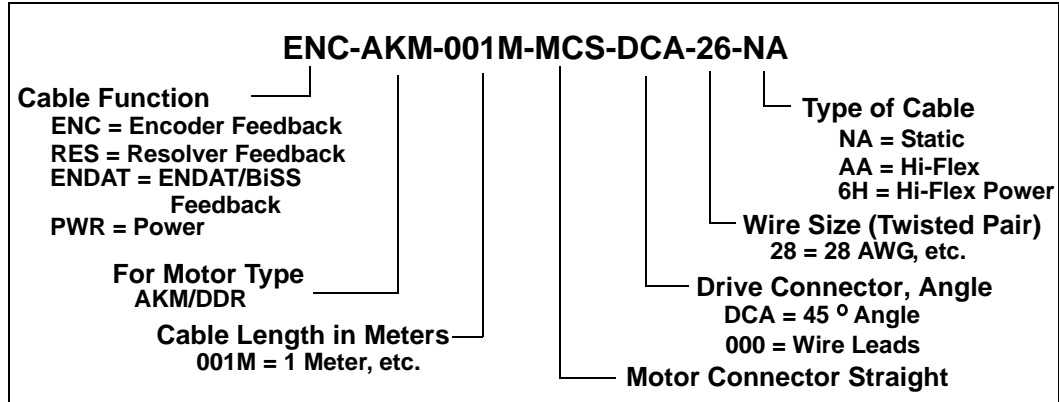 ENC-AKM-001M-MCS-DCA-26-NA
Cable Function
ENC = Encoder Feedback
RES = Resolver Feedback
ENDAT = ENDAT/BiSS
Feedback
PWR = Power
For Motor Type
AKM/DDR
Cable Length in Meters
001M = 1 Meter, etc.
Type of Cable
NA = Static
AA = Hi-Flex
6H = Hi-Flex Power
Wire Size (Twisted Pair)
28 = 28 AWG, etc.
Drive Connector, Angle
DCA = 45 º Angle
000 = Wire Leads
Motor Connector Straight